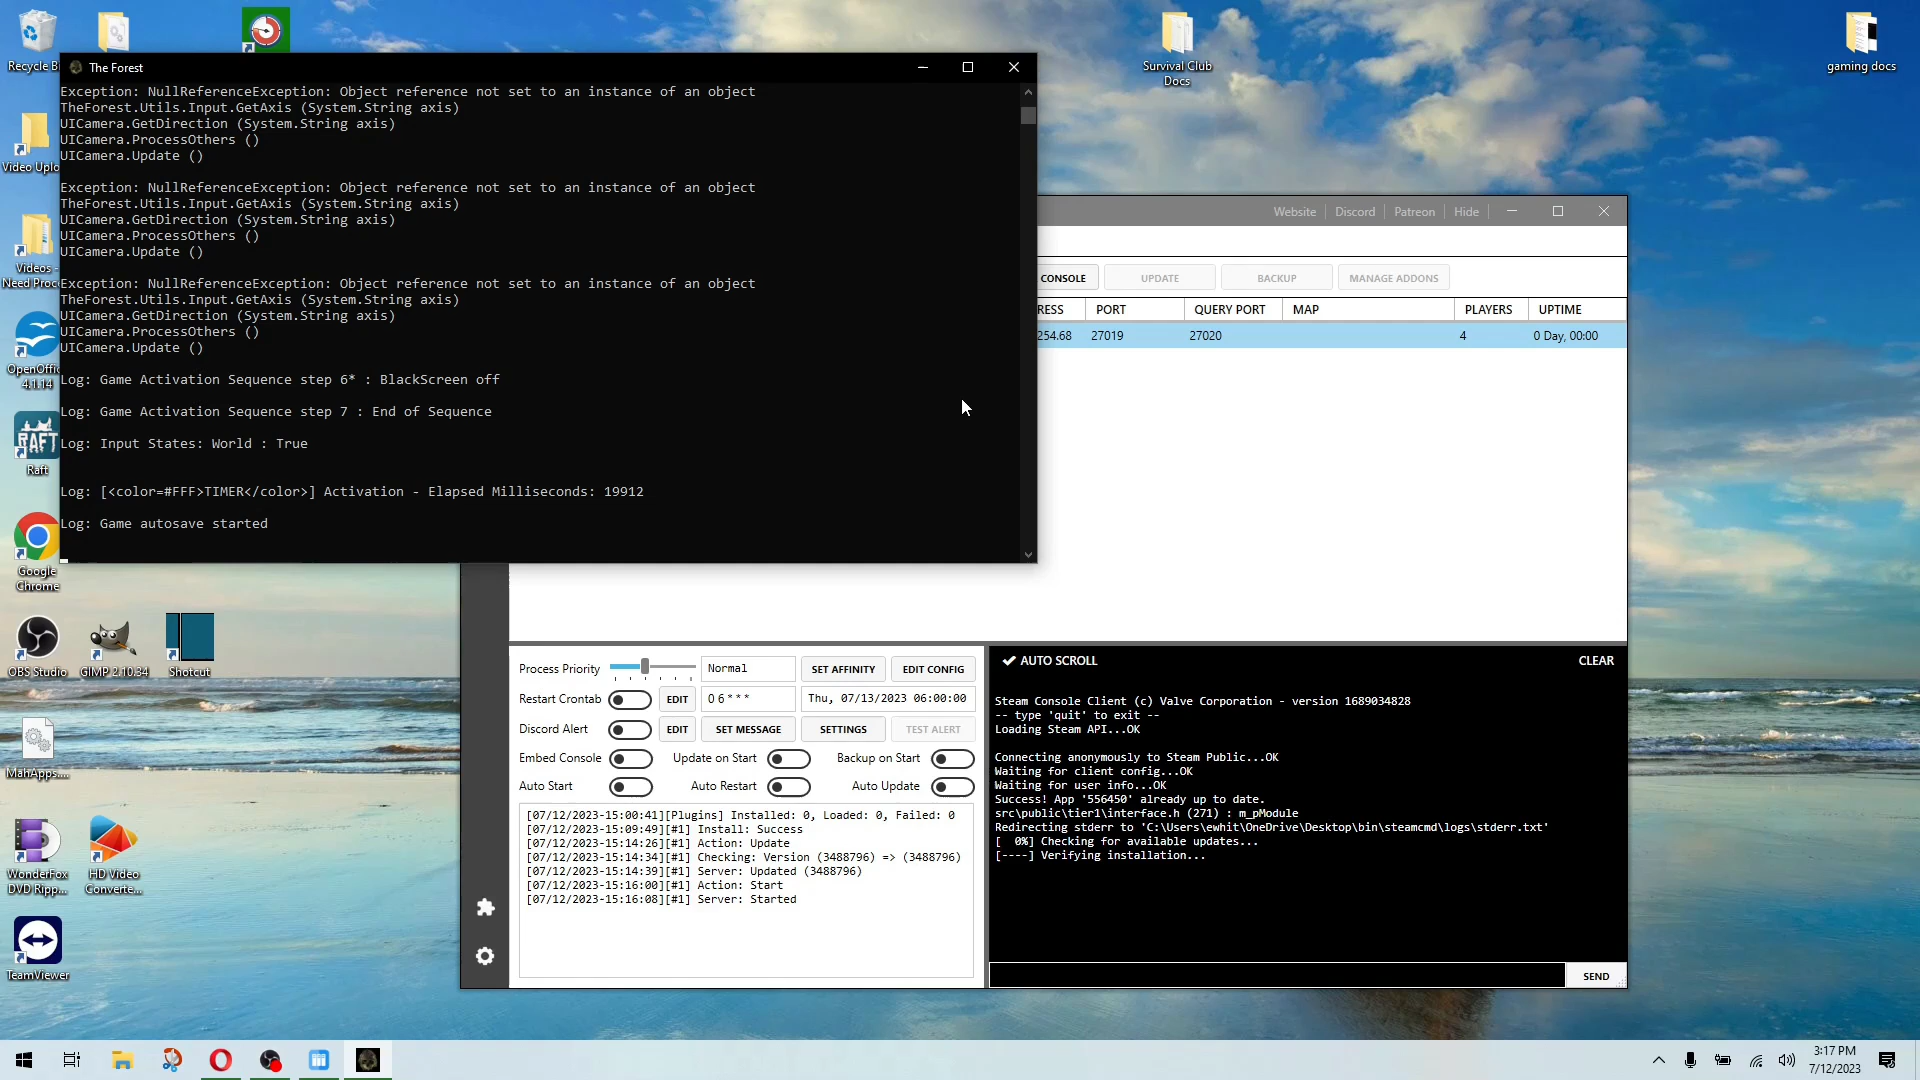 Recycle B
Survival Club
Docs
gaming docs
The Forest
Exception: NullReferenceException: Object reference not set to an instance of an object
TheForest.Utils.Input.GetAxis (System.String axis)
UICamera.GetDirection (System.String axis)
UICamera.ProcessOthers ()
UICamera.Update ()
Exception: NullReferenceException: Object reference not set to an instance of an object
TheForest.Utils.Input.GetAxis (System.String axis)
UICamera.GetDirection (System.String axis)
UICamera.ProcessOthers ()
UICamera.Update ()
Exception: NullReferenceException: Object reference not set to an instance of an object
TheForest.Utils.Input.GetAxis (System.String axis)
UICamera.GetDirection (System.String axis)
UICamera.ProcessOthers ()
UICamera.Update ()
Log: Game Activation Sequence step 6* : BlackScreen off
Log: Game Activation Sequence step 7 : End of Sequence
Log: Input States: World : True
Log: [<color=#FFF>TIMER</color>] Activation - Elapsed Milliseconds: 19912
Log: Game autosave started
Video Uplo
Videos -
Need Proc
OpenOffic
4.1.14
RAFT
Raft
Google
Chrome
OBS Studio
GIMP 2.10.34
Shotcut
MahApps....
WonderFox
DVD Ripp...
HD Video
Converte...
TeamViewer
Website
Discord
Patreon
Hide
CONSOLE
UPDATE
BACKUP
MANAGE ADDONS
RESS
PORT
QUERY PORT
MAP
PLAYERS
UPTIME
254.68
27019
27020
4
0 Day, 00:00
Process Priority
Normal
SET AFFINITY
EDIT CONFIG
Restart Crontab
EDIT
0 6 * * *
Thu, 07/13/2023 06:00:00
Discord Alert
EDIT
SET MESSAGE
SETTINGS
TEST ALERT
Embed Console
Update on Start
Backup on Start
Auto Start
Auto Restart
Auto Update
[07/12/2023-15:00:41][Plugins] Installed: 0, Loaded: 0, Failed: 0
[07/12/2023-15:09:49][#1] Install: Success
[07/12/2023-15:14:26][#1] Action: Update
[07/12/2023-15:14:34][#1] Checking: Version (3488796) => (3488796)
[07/12/2023-15:14:39][#1] Server: Updated (3488796)
[07/12/2023-15:16:00][#1] Action: Start
[07/12/2023-15:16:08][#1] Server: Started
AUTO SCROLL
CLEAR
Steam Console Client (c) Valve Corporation - version 1689034828
-- type 'quit' to exit --
Loading Steam API...OK
Connecting anonymously to Steam Public...OK
Waiting for client config...OK
Waiting for user info...OK
Success! App '556450' already up to date.
src\public\tier1\interface.h (271) : m_pModule
Redirecting stderr to 'C:\Users\ewhit\OneDrive\Desktop\bin\steamcmd\logs\stderr.txt'
[  0%] Checking for available updates...
[----] Verifying installation...
SEND
3:17 PM
7/12/2023